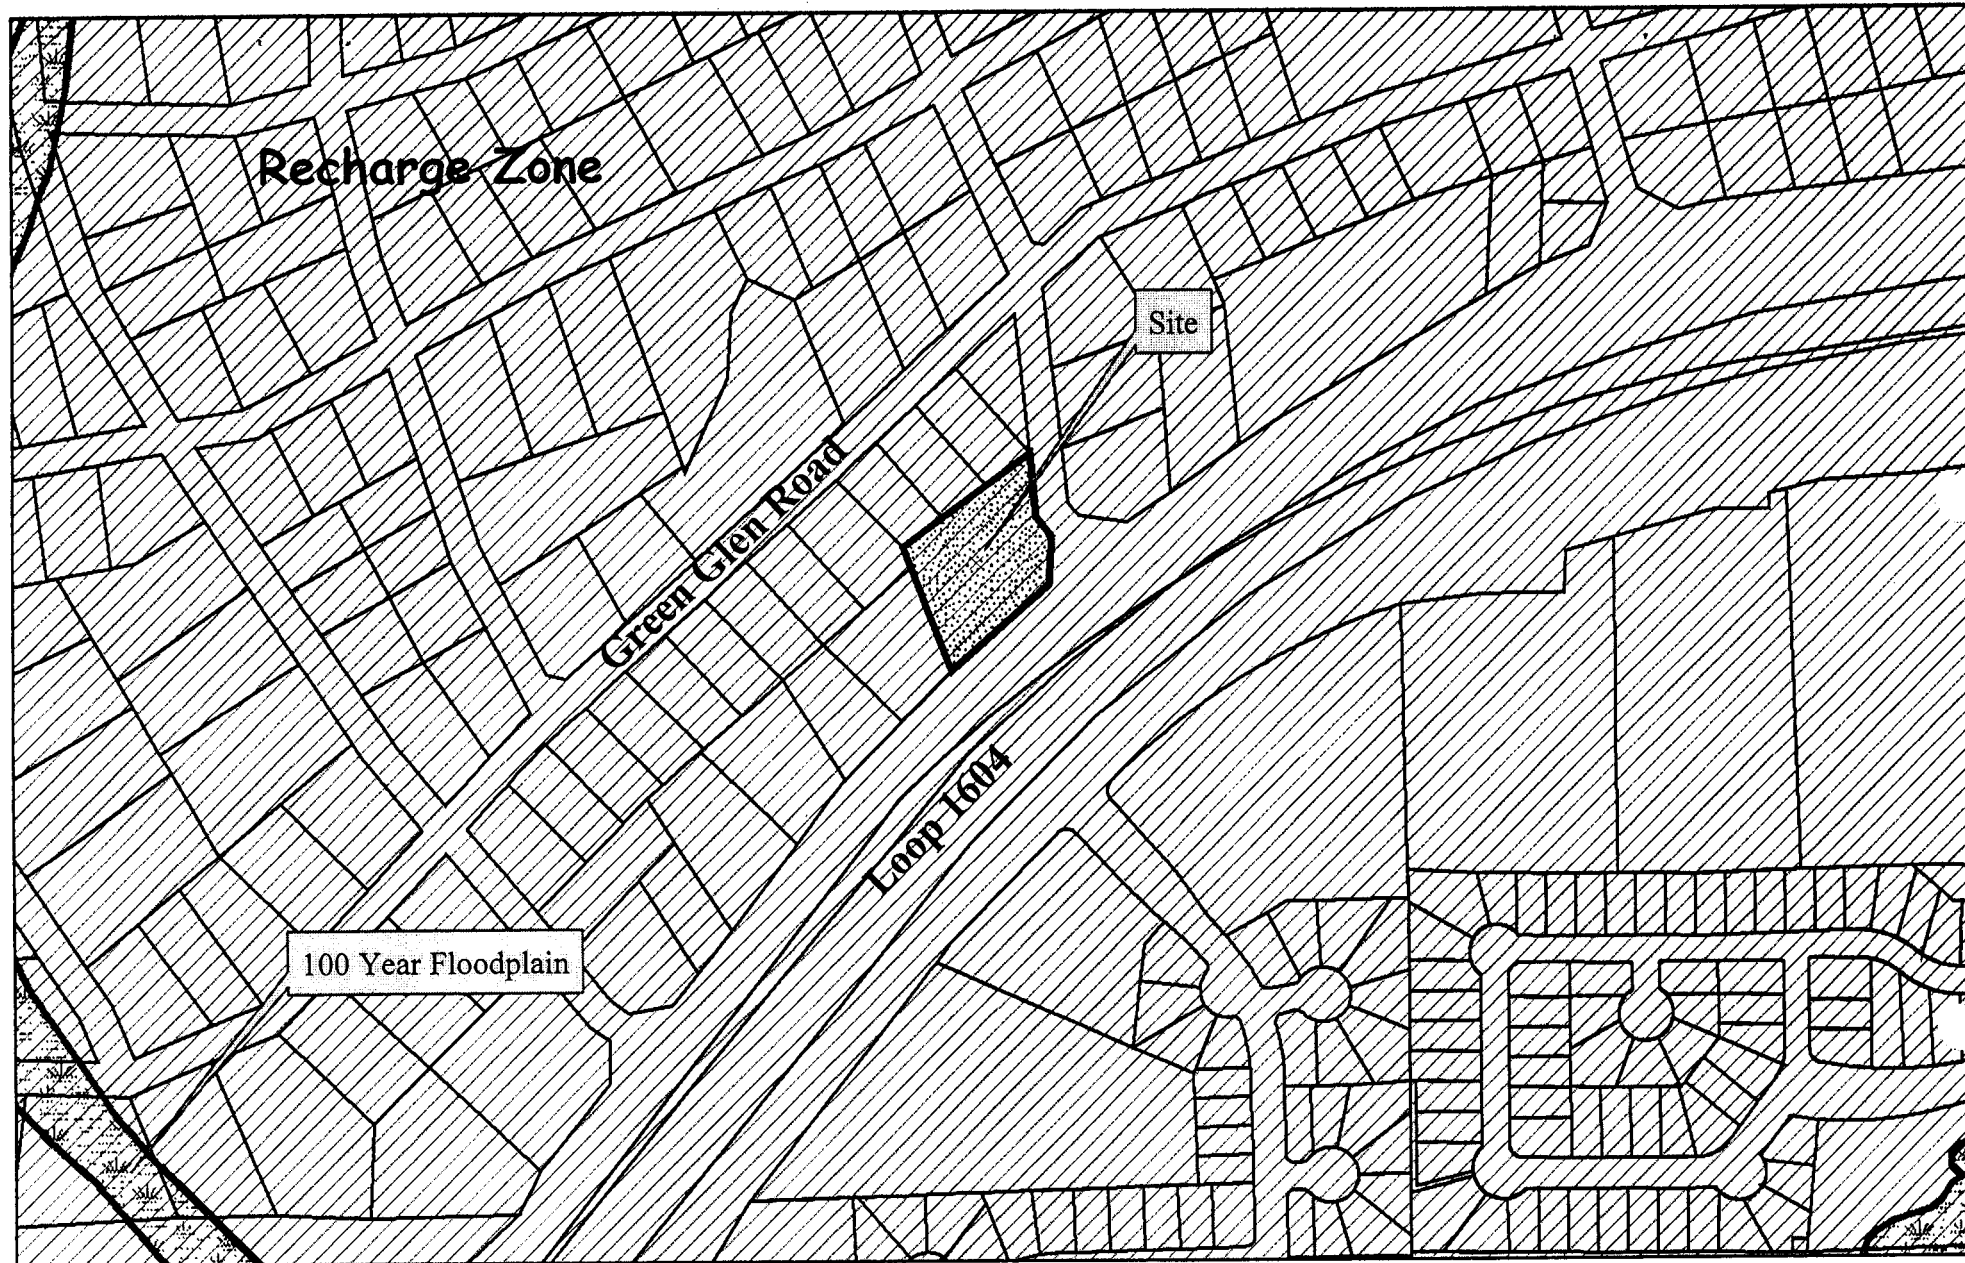 Recharge Zone
Site
Green Glen Road
Loop 1604
100 Year Floodplain